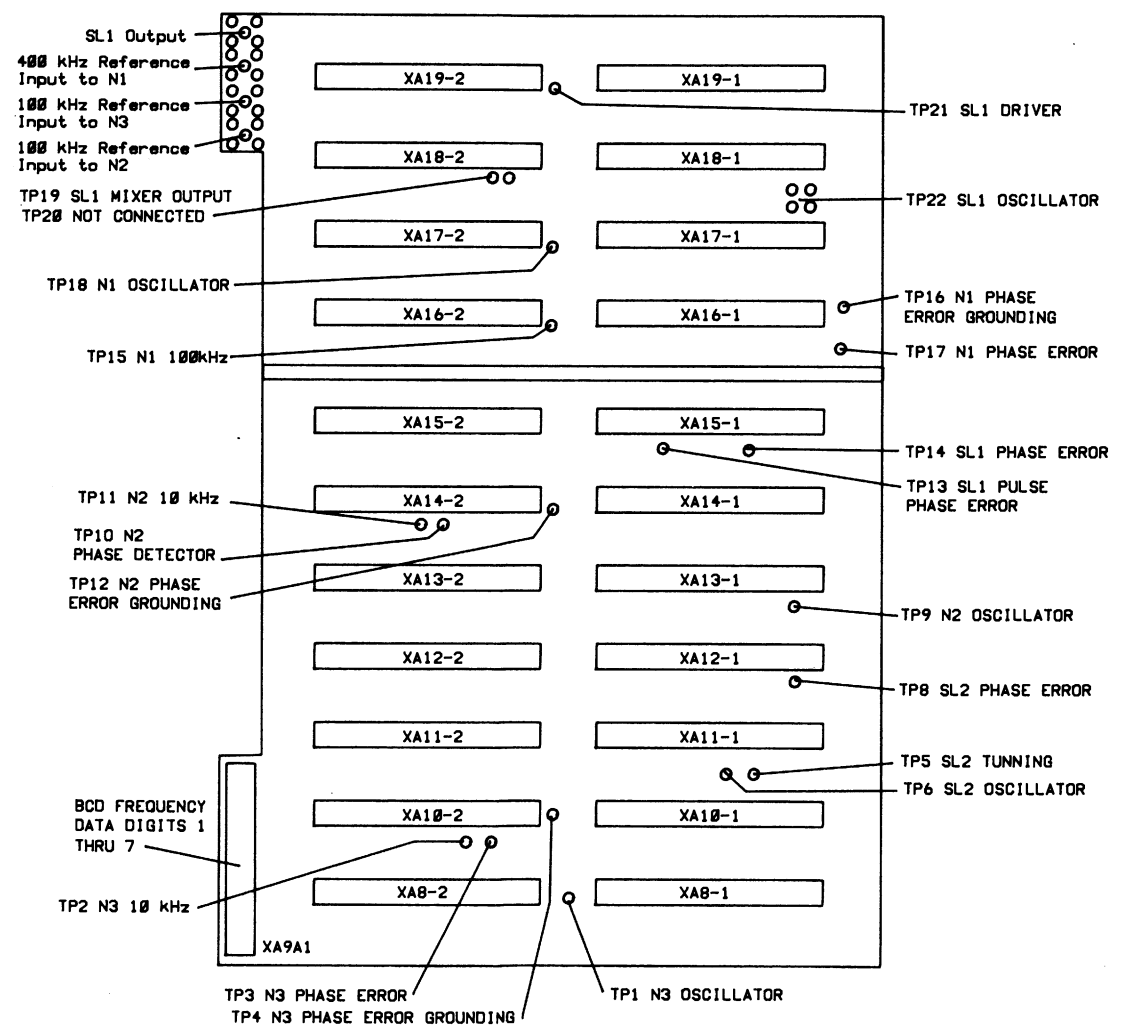 SL1 Output
400 kHz Reference
Input to N1
100 kHz Reference
Input to N3
100 kHz Reference
Input to N2
TP19 SL1 MIXER OUTPUT
TP20 NOT CONNECTED
TP18 N1 OSCILLATOR
TP15 N1 100kHz
TP11 N2 10 kHz
TP10 N2
PHASE DETECTOR
TP12 N2 PHASE
ERROR GROUNDING
BCD FREQUENCY
DATA DIGITS 1
THRU 7
TP2 N3 10 kHz
XA9A1
TP3 N3 PHASE ERROR
TP4 N3 PHASE ERROR GROUNDING
XA19-2
XA19-1
XA18-2
XA18-1
XA17-2
XA17-1
XA16-2
XA16-1
XA15-2
XA15-1
XA14-2
XA14-1
XA13-2
XA13-1
XA12-2
XA12-1
XA11-2
XA11-1
XA10-2
XA10-1
XA8-2
XA8-1
TP21 SL1 DRIVER
TP22 SL1 OSCILLATOR
TP16 N1 PHASE
ERROR GROUNDING
TP17 N1 PHASE ERROR
TP14 SL1 PHASE ERROR
TP13 SL1 PULSE
PHASE ERROR
TP9 N2 OSCILLATOR
TP8 SL2 PHASE ERROR
TP5 SL2 TUNNING
TP6 SL2 OSCILLATOR
TP1 N3 OSCILLATOR